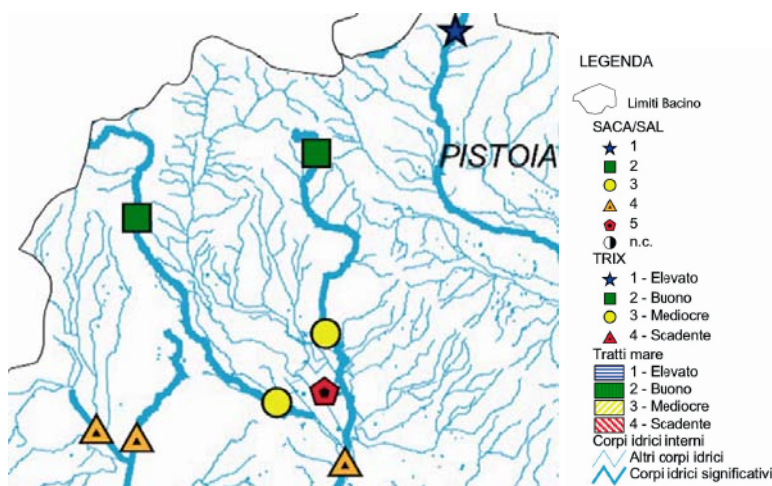 PISTOIA
LEGENDA
Limiti Bacino
SACA/SAL
1
2
3
4
5
n.c.
TRIX
1 - Elevato
2 - Buono
3 - Mediocre
4 - Scadente
Tratti mare
1 - Elevato
2 - Buono
3 - Mediocre
4 - Scadente
Corpi idrici interni
Altri corpi idrici
Corpi idrici significativi